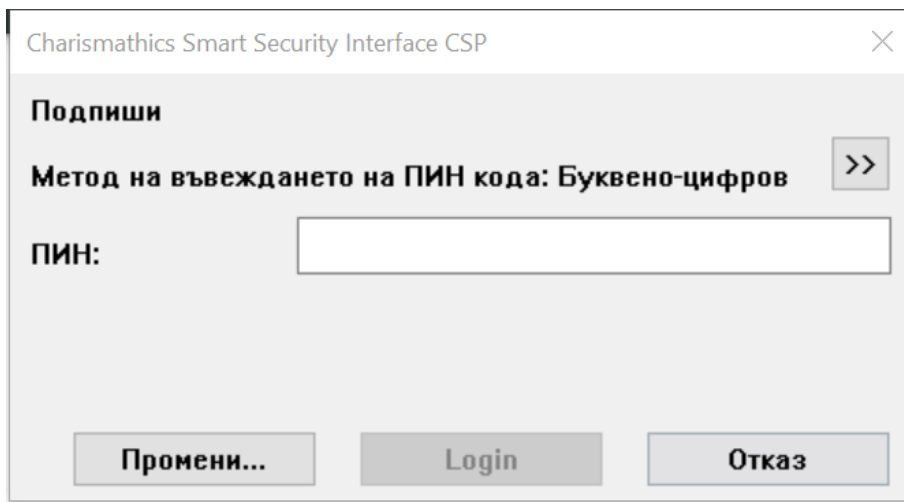 Charismathics Smart Security Interface CSP
Подпиши
Метод на въвеждането на ПИН кода: Буквено-цифров >>
ПИН:
Промени... Login Отказ